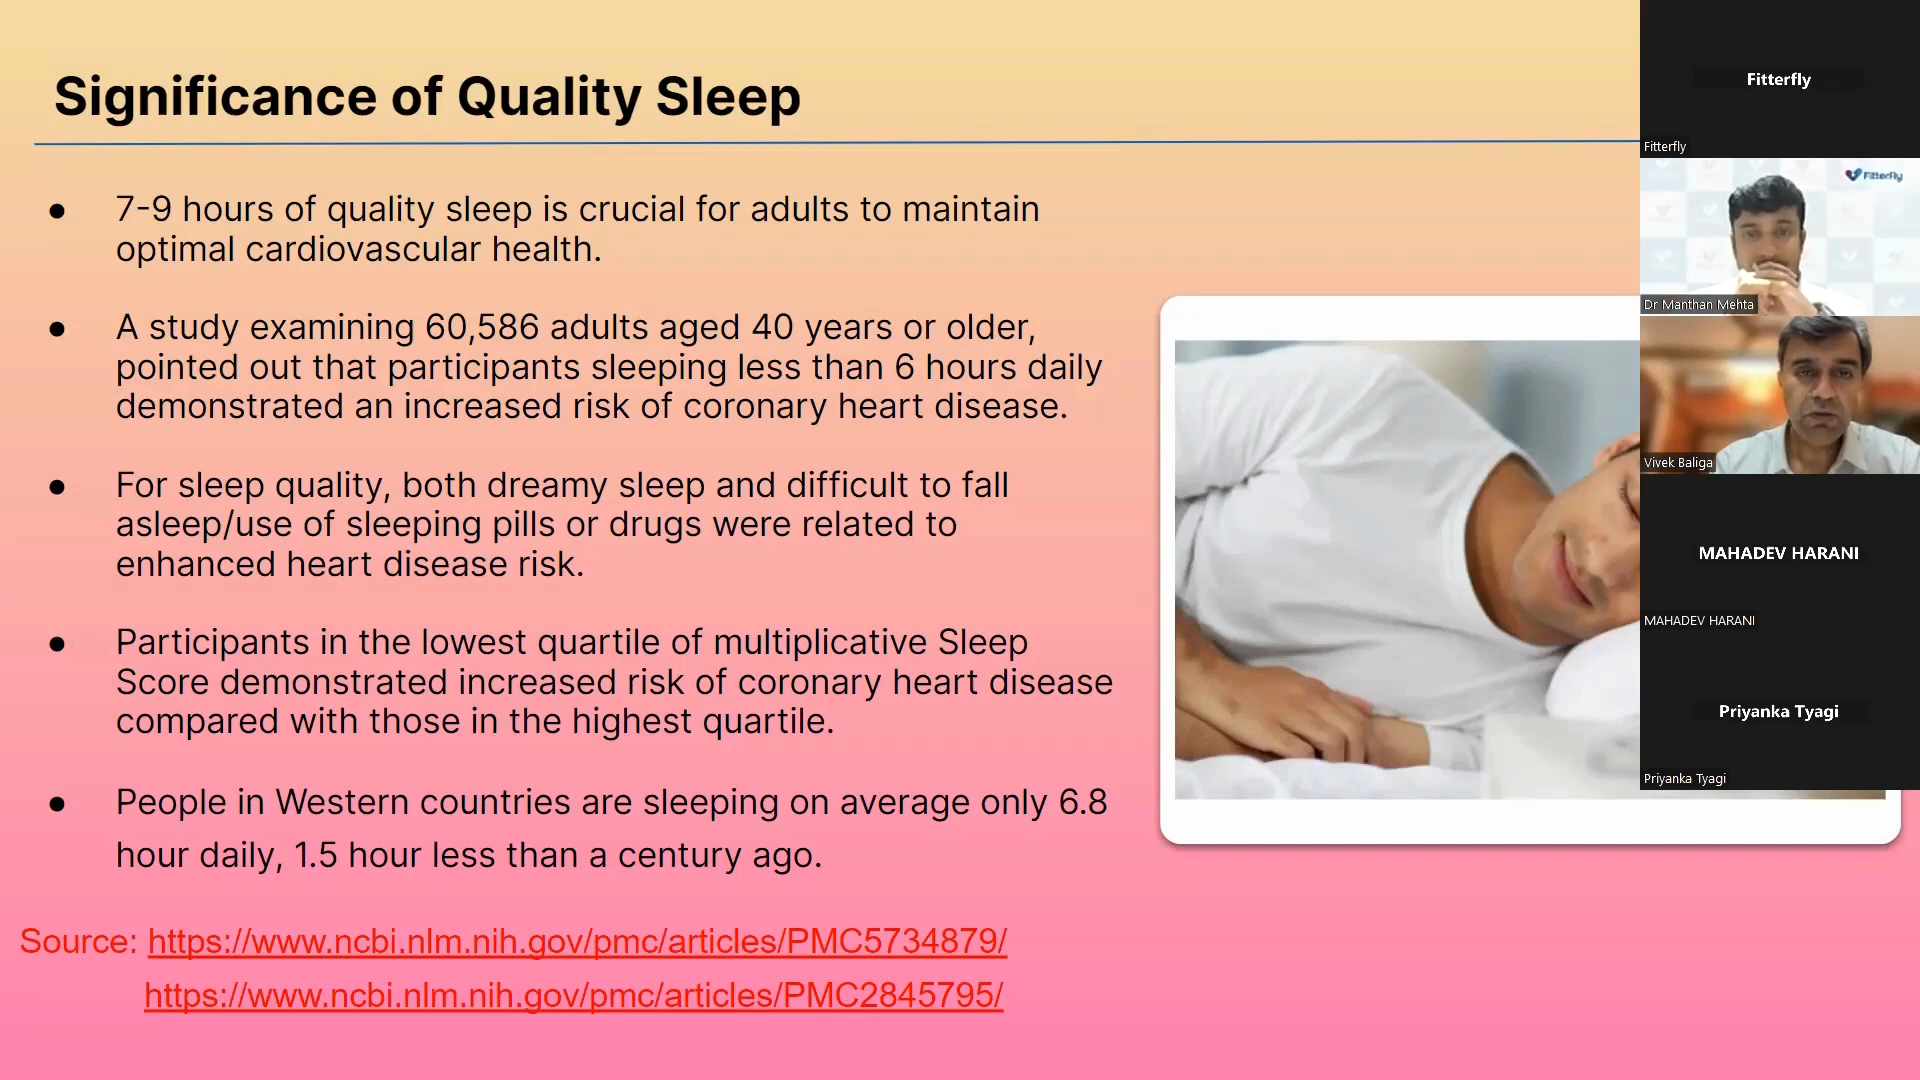 Significance of Quality Sleep
● 7-9 hours of quality sleep is crucial for adults to maintain
optimal cardiovascular health.
● A study examining 60,586 adults aged 40 years or older,
pointed out that participants sleeping less than 6 hours daily
demonstrated an increased risk of coronary heart disease.
● For sleep quality, both dreamy sleep and difficult to fall
asleep/use of sleeping pills or drugs were related to
enhanced heart disease risk.
● Participants in the lowest quartile of multiplicative Sleep
Score demonstrated increased risk of coronary heart disease
compared with those in the highest quartile.
● People in Western countries are sleeping on average only 6.8
hour daily, 1.5 hour less than a century ago.
Source: https://www.ncbi.nlm.nih.gov/pmc/articles/PMC5734879/
https://www.ncbi.nlm.nih.gov/pmc/articles/PMC2845795/
Fitterfly
Fitterfly
Fitterfly
Dr Manthan Mehta
Vivek Baliga
MAHADEV HARANI
MAHADEV HARANI
Priyanka Tyagi
Priyanka Tyagi